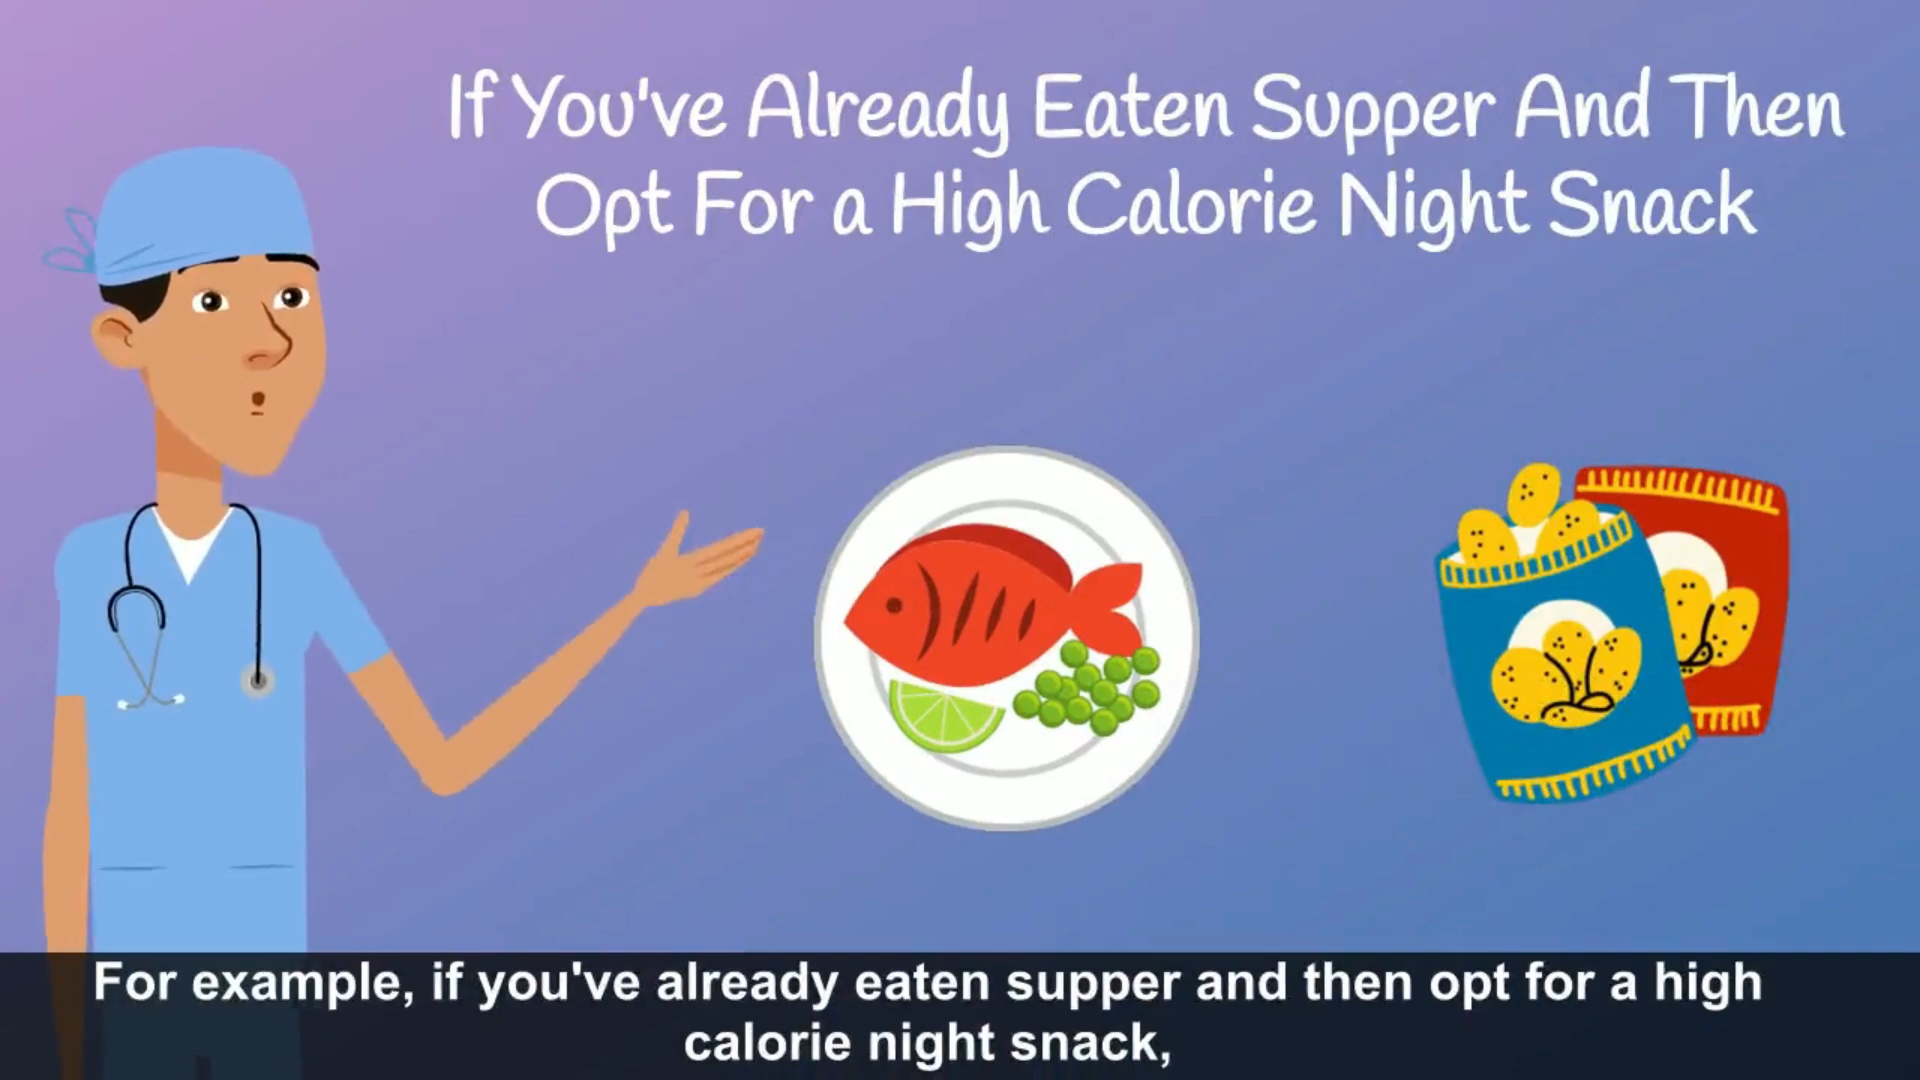 If You've Already Eaten Supper And Then
Opt For a High Calorie Night Snack
For example, if you've already eaten supper and then opt for a high
calorie night snack,